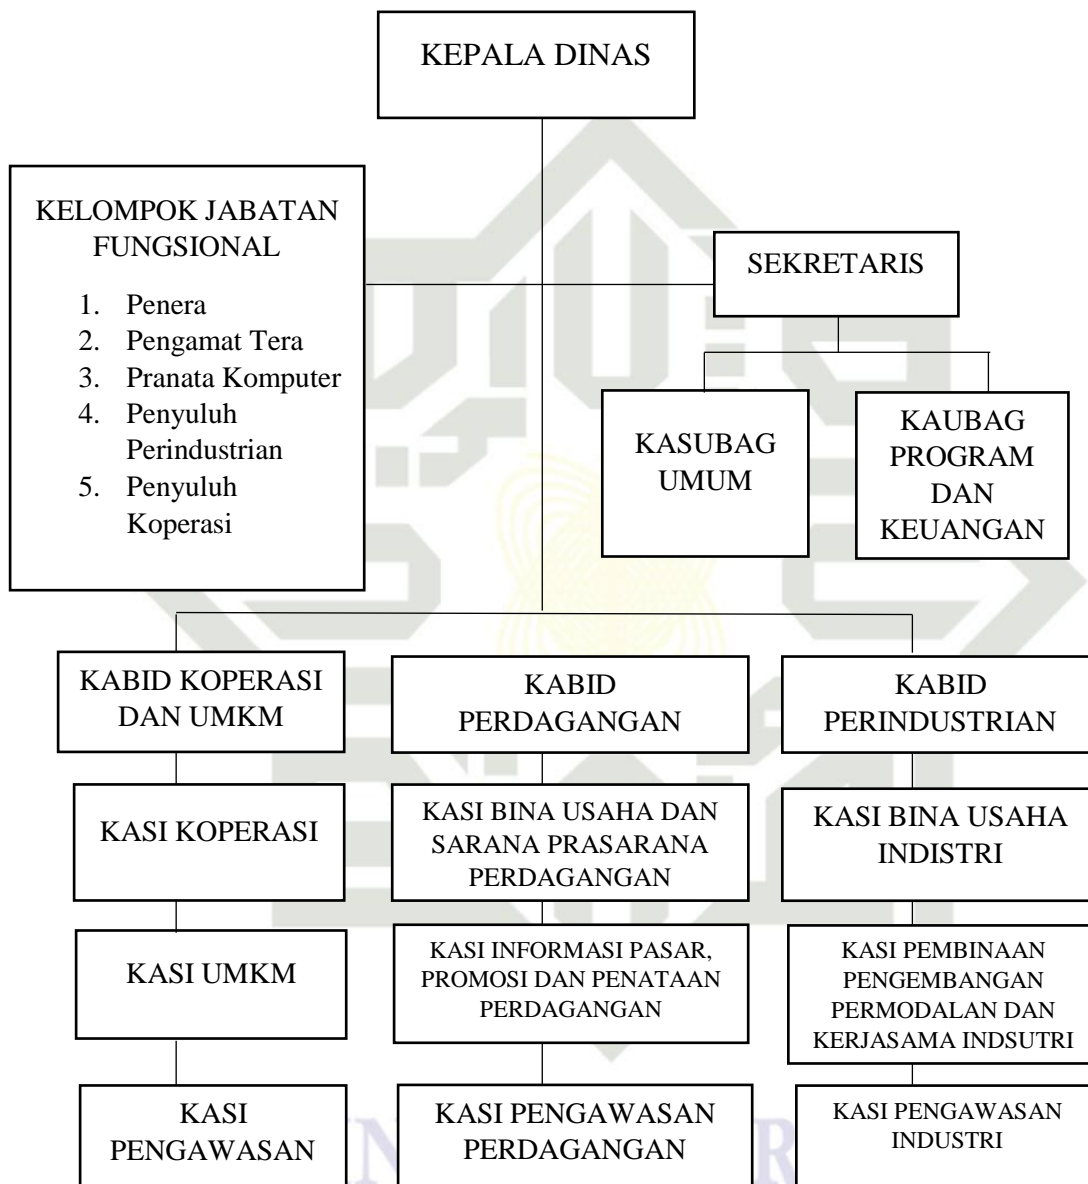 KEPALA DINAS
KELOMPOK JABATAN
FUNGSIONAL
1. Penera
2. Pengamat Tera
3. Pranata Komputer
4. Penyuluh
Perindustrian
5. Penyuluh
Koperasi
SEKRETARIS
KASUBAG
UMUM
KAUBAG
PROGRAM
DAN
KEUANGAN
KABID KOPERASI
DAN UMKM
KABID
PERDAGANGAN
KABID
PERINDUSTRIAN
KASI KOPERASI
KASI BINA USAHA DAN
SARANA PRASARANA
PERDAGANGAN
KASI BINA USAHA
INDISTRI
KASI UMKM
KASI INFORMASI PASAR,
PROMOSI DAN PENATAAN
PERDAGANGAN
KASI PEMBINAAN
PENGEMBANGAN
PERMODALAN DAN
KERJASAMA INDSUTRI
KASI
PENGAWASAN
KASI PENGAWASAN
PERDAGANGAN
KASI PENGAWASAN
INDUSTRI